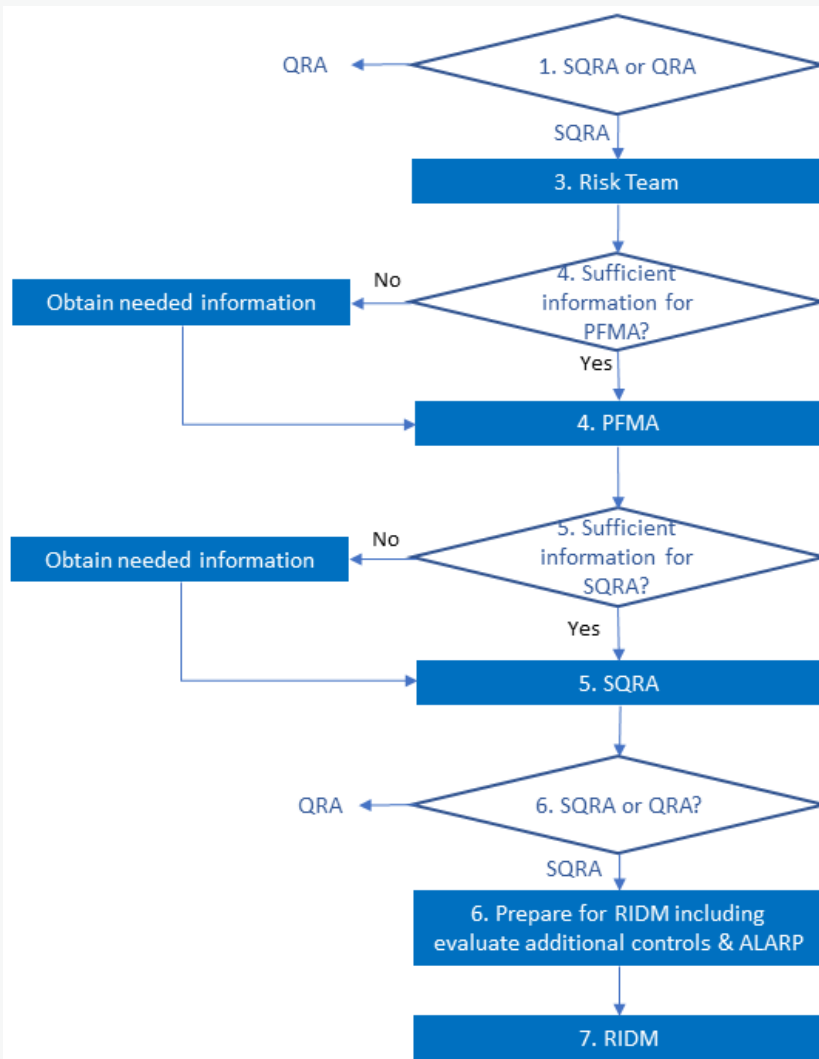 QRA
1. SQRA or QRA
SQRA
3. Risk Team
No
4. Sufficient
information for
PFMA?
Obtain needed information
Yes
4. PFMA
No
5. Sufficient
information for
SQRA?
Obtain needed information
Yes
5. SQRA
QRA
6. SQRA or QRA?
SQRA
6. Prepare for RIDM including
evaluate additional controls & ALARP
7. RIDM